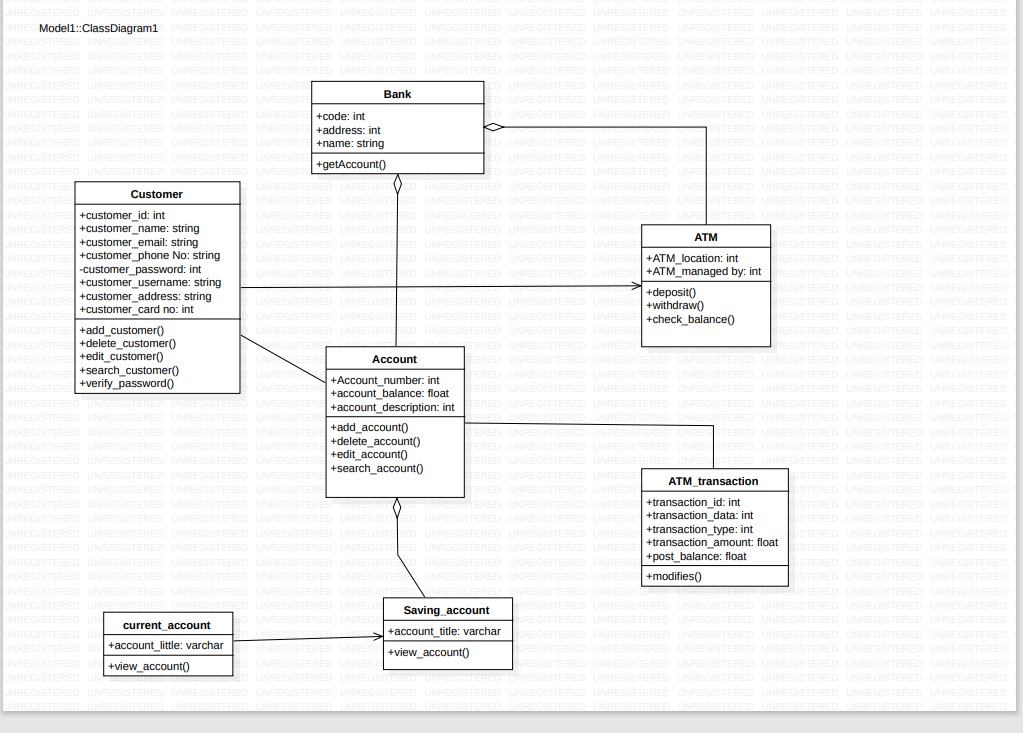 Model1::ClassDiagram1
Bank
+code: int
+address: int
+name: string
+getAccount()
Customer
+customer_id: int
+customer_name: string
+customer_email: string
+customer_phone No: string
-customer_password: int
+customer_username: string
+customer_address: string
+customer_card no: int
+add_customer()
+delete_customer()
+edit_customer()
+search_customer()
+verify_password()
ATM
+ATM_location: int
+ATM_managed by: int
+deposit()
+withdraw()
+check_balance()
Account
+Account_number: int
+account_balance: float
+account_description: int
+add_account()
+delete_account()
+edit_account()
+search_account()
ATM_transaction
+transaction_id: int
+transaction_data: int
+transaction_type: int
+transaction_amount: float
+post_balance: float
+modifies()
Saving_account
+account_title: varchar
+view_account()
current_account
+account_little: varchar
+view_account()
UNREGISTERED